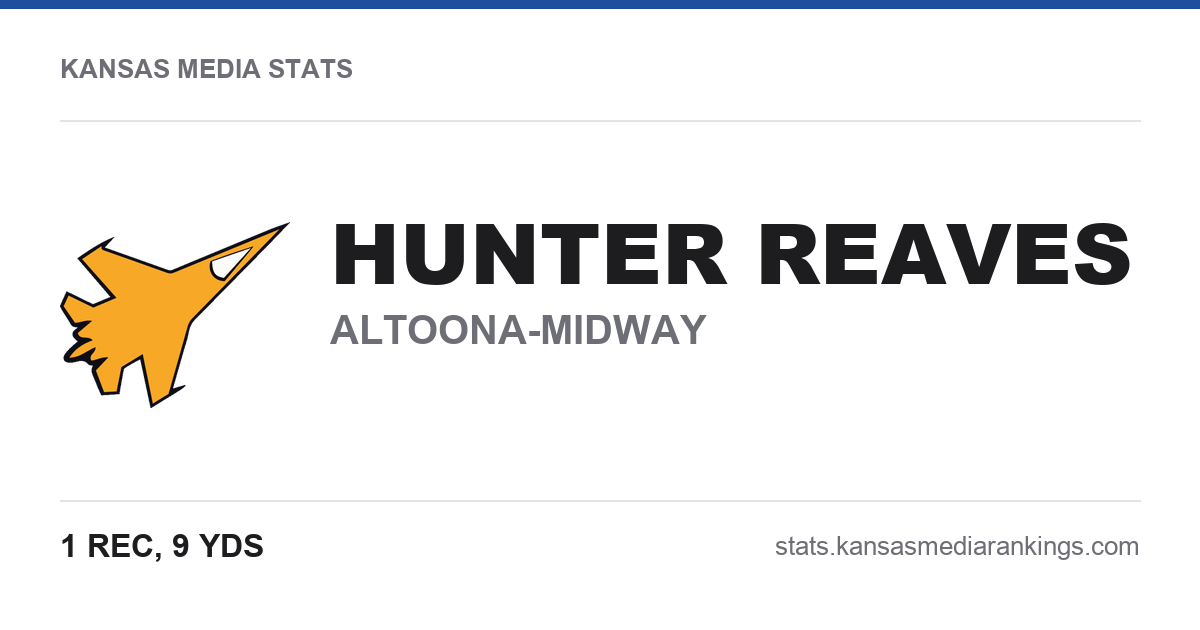 KANSAS MEDIA STATS
HUNTER REAVES
ALTOONA-MIDWAY
1 REC, 9 YDS
stats.kansasmediarankings.com